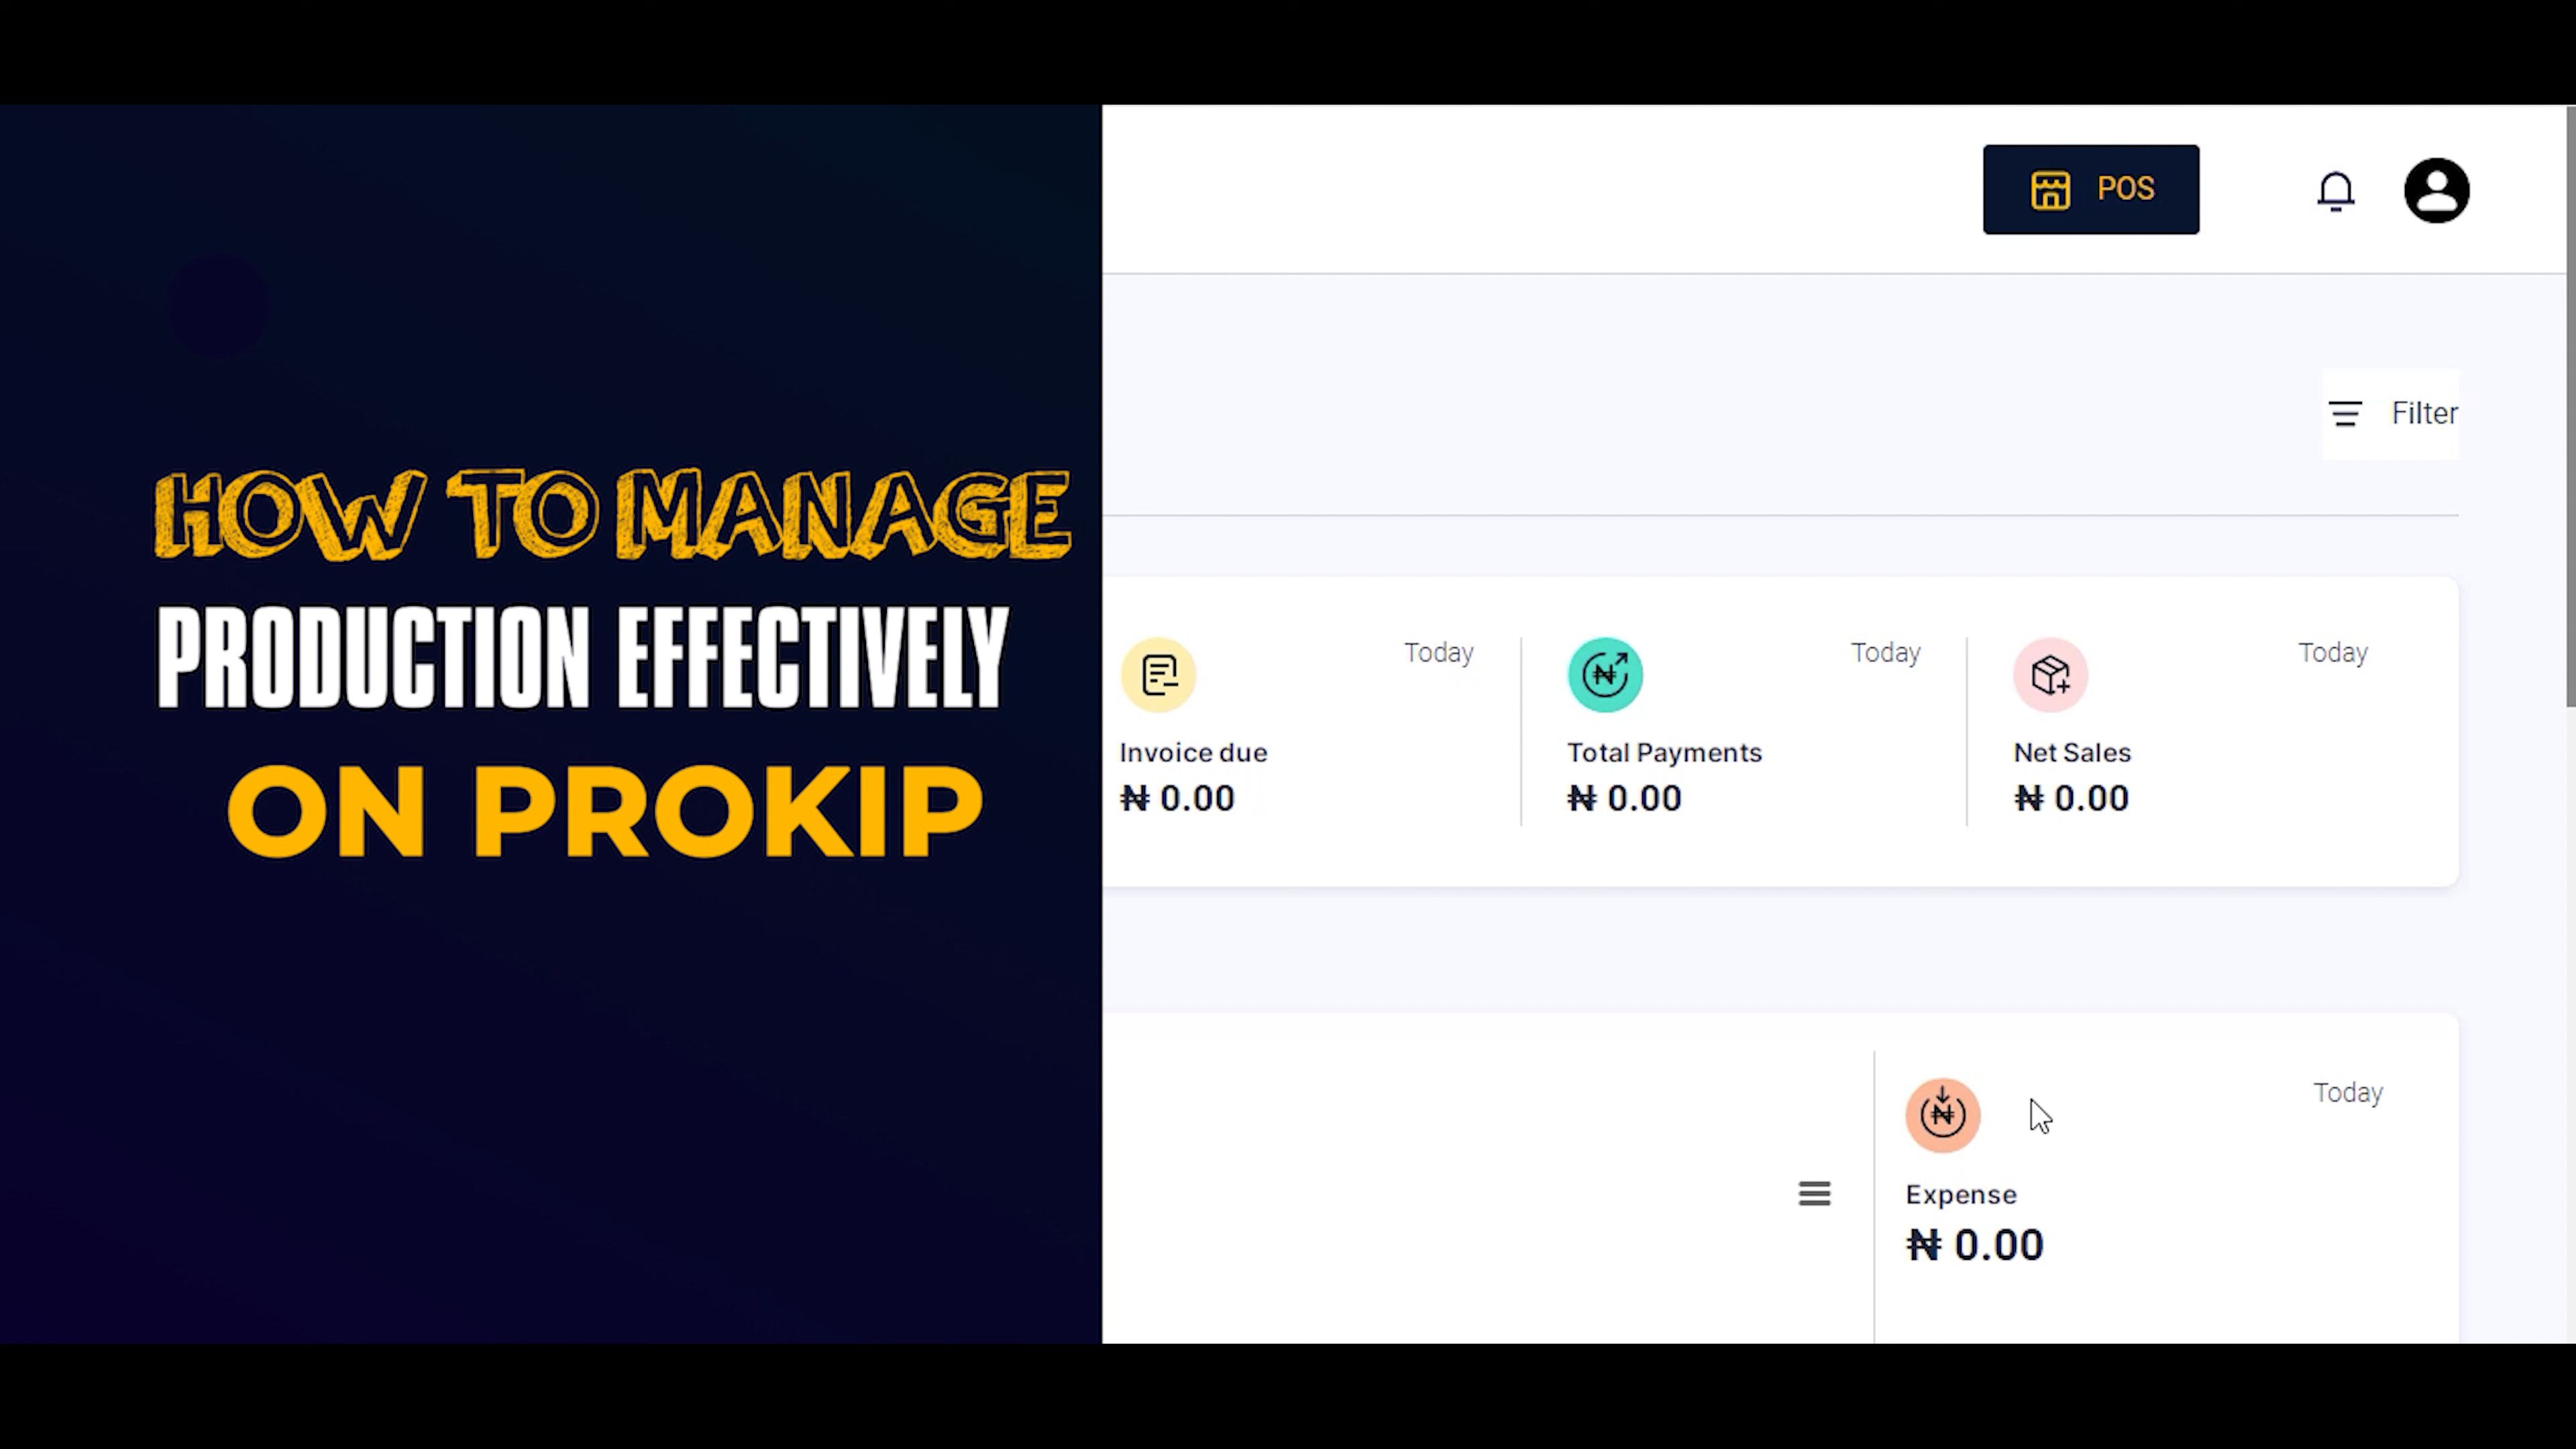 HOW TO MANAGE
PRODUCTION EFFECTIVELY
ON PROKIP
POS
Filter
Today
Today
Today
Invoice due
Total Payments
Net Sales
₦ 0.00
₦ 0.00
₦ 0.00
Today
Expense
₦ 0.00